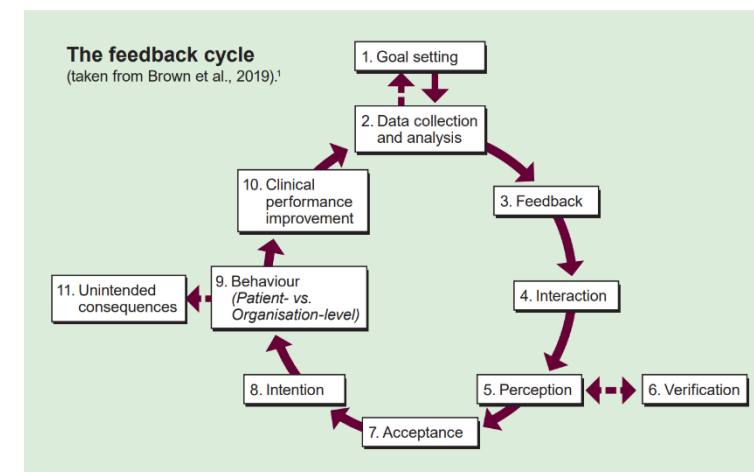 The feedback cycle
(taken from Brown et al., 2019).¹
1. Goal setting
2. Data collection
and analysis
3. Feedback
4. Interaction
5. Perception
6. Verification
7. Acceptance
8. Intention
9. Behaviour
(Patient- vs.
Organisation-level)
10. Clinical
performance
improvement
11. Unintended
consequences